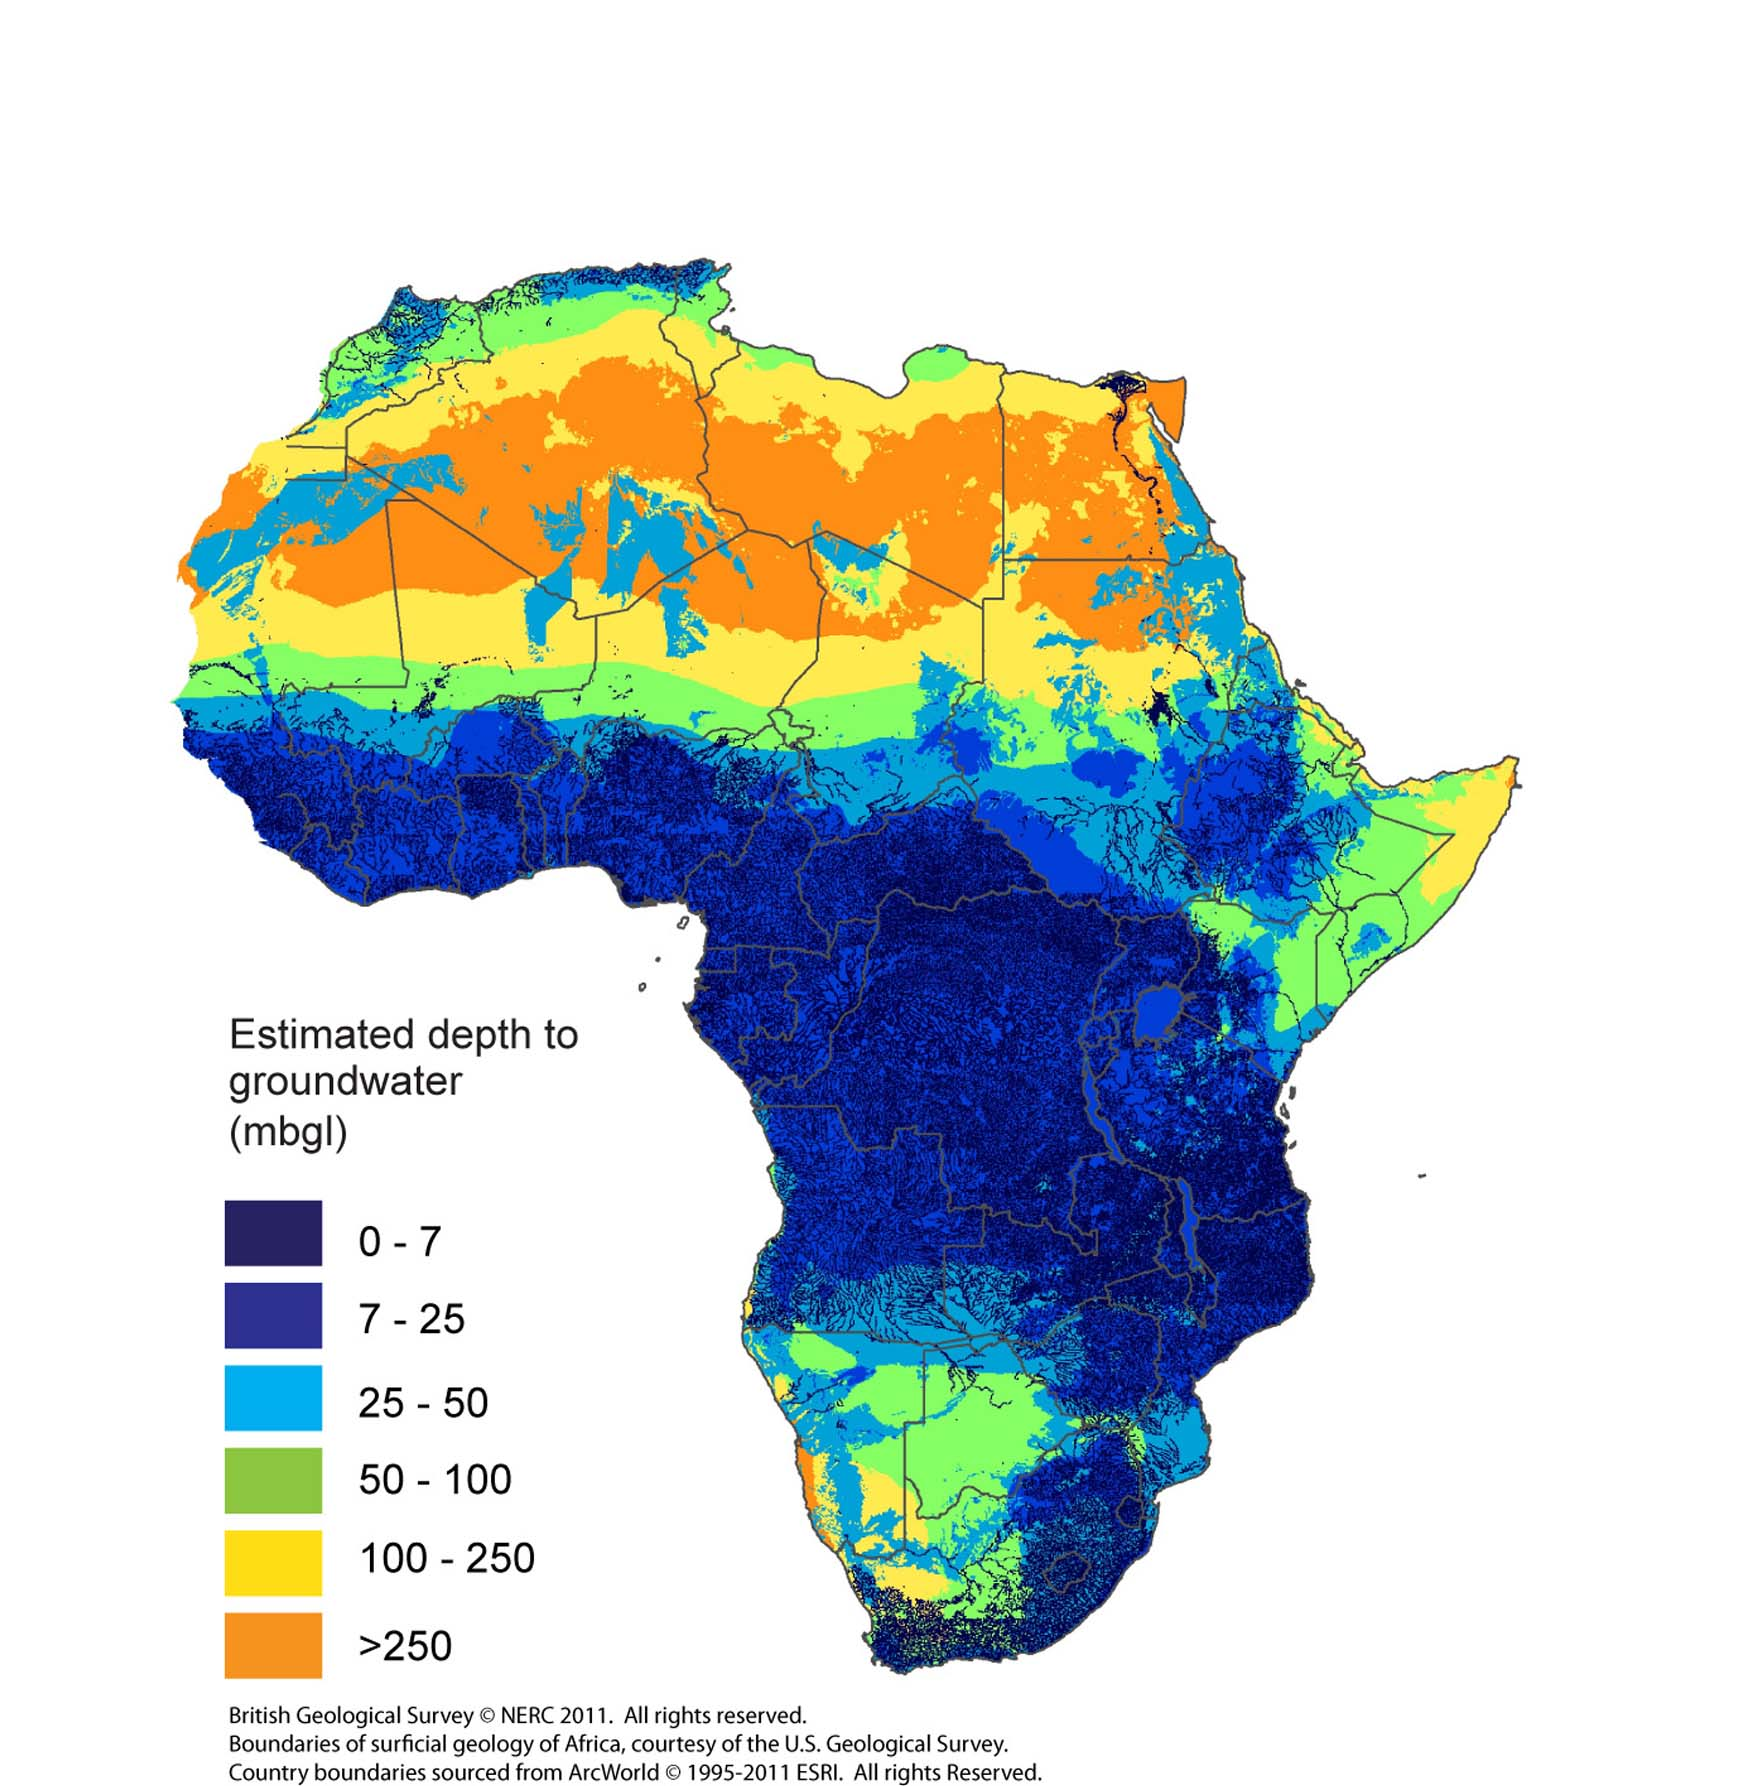 Estimated depth to
groundwater
(mbgl)
0 - 7
7 - 25
25 - 50
50 - 100
100 - 250
>250
British Geological Survey © NERC 2011.  All rights reserved.
Boundaries of surficial geology of Africa, courtesy of the U.S. Geological Survey.
Country boundaries sourced from ArcWorld © 1995-2011 ESRI.  All rights Reserved.